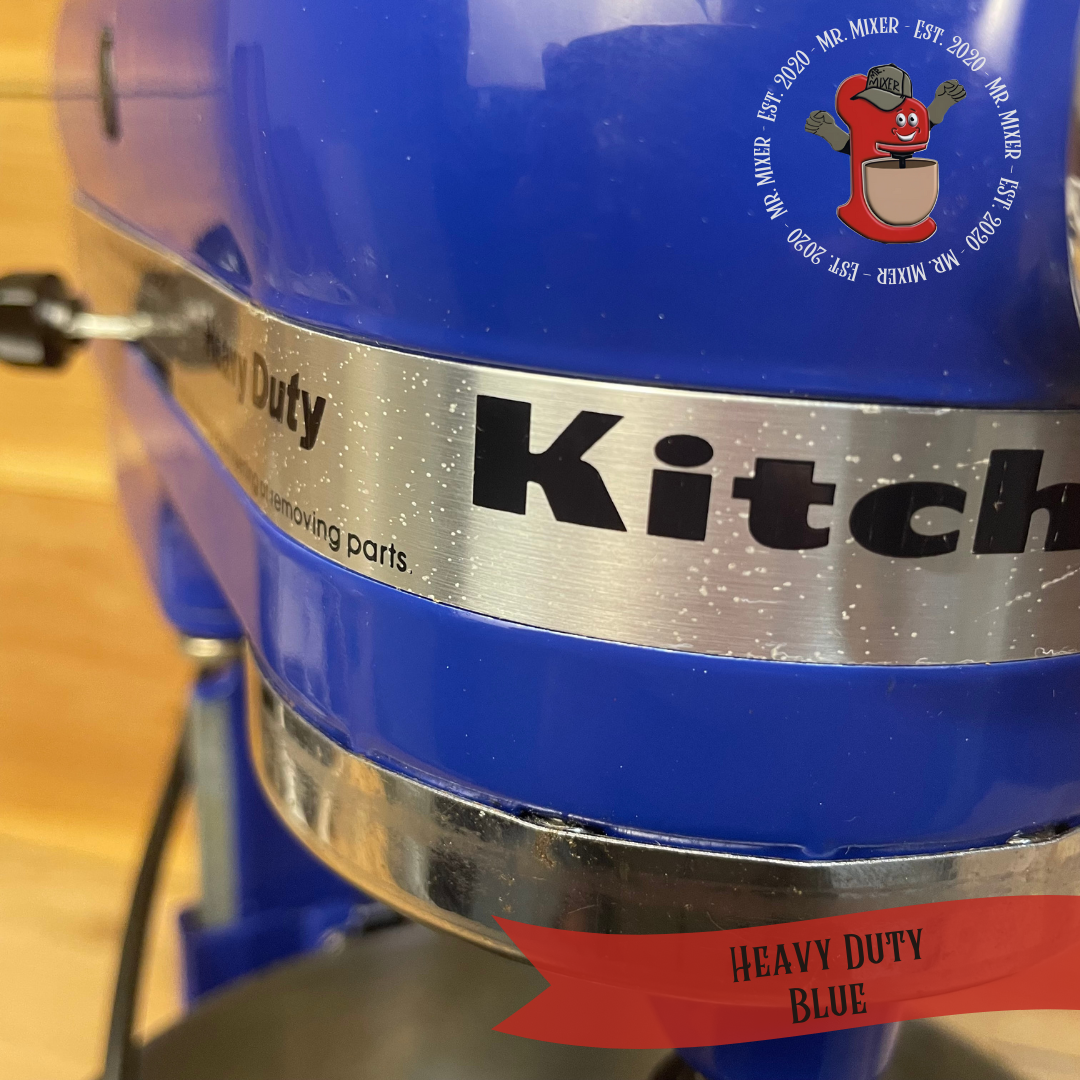 Mr. Mixer - Est. 2020 - Mr. Mixer - Est. 2020 - Mr. Mixer - Est. 2020 - Mr. Mixer - Est. 2020 -
MR.
MIXER
Heavy Duty
Kitch
removing parts.
Heavy Duty
Blue